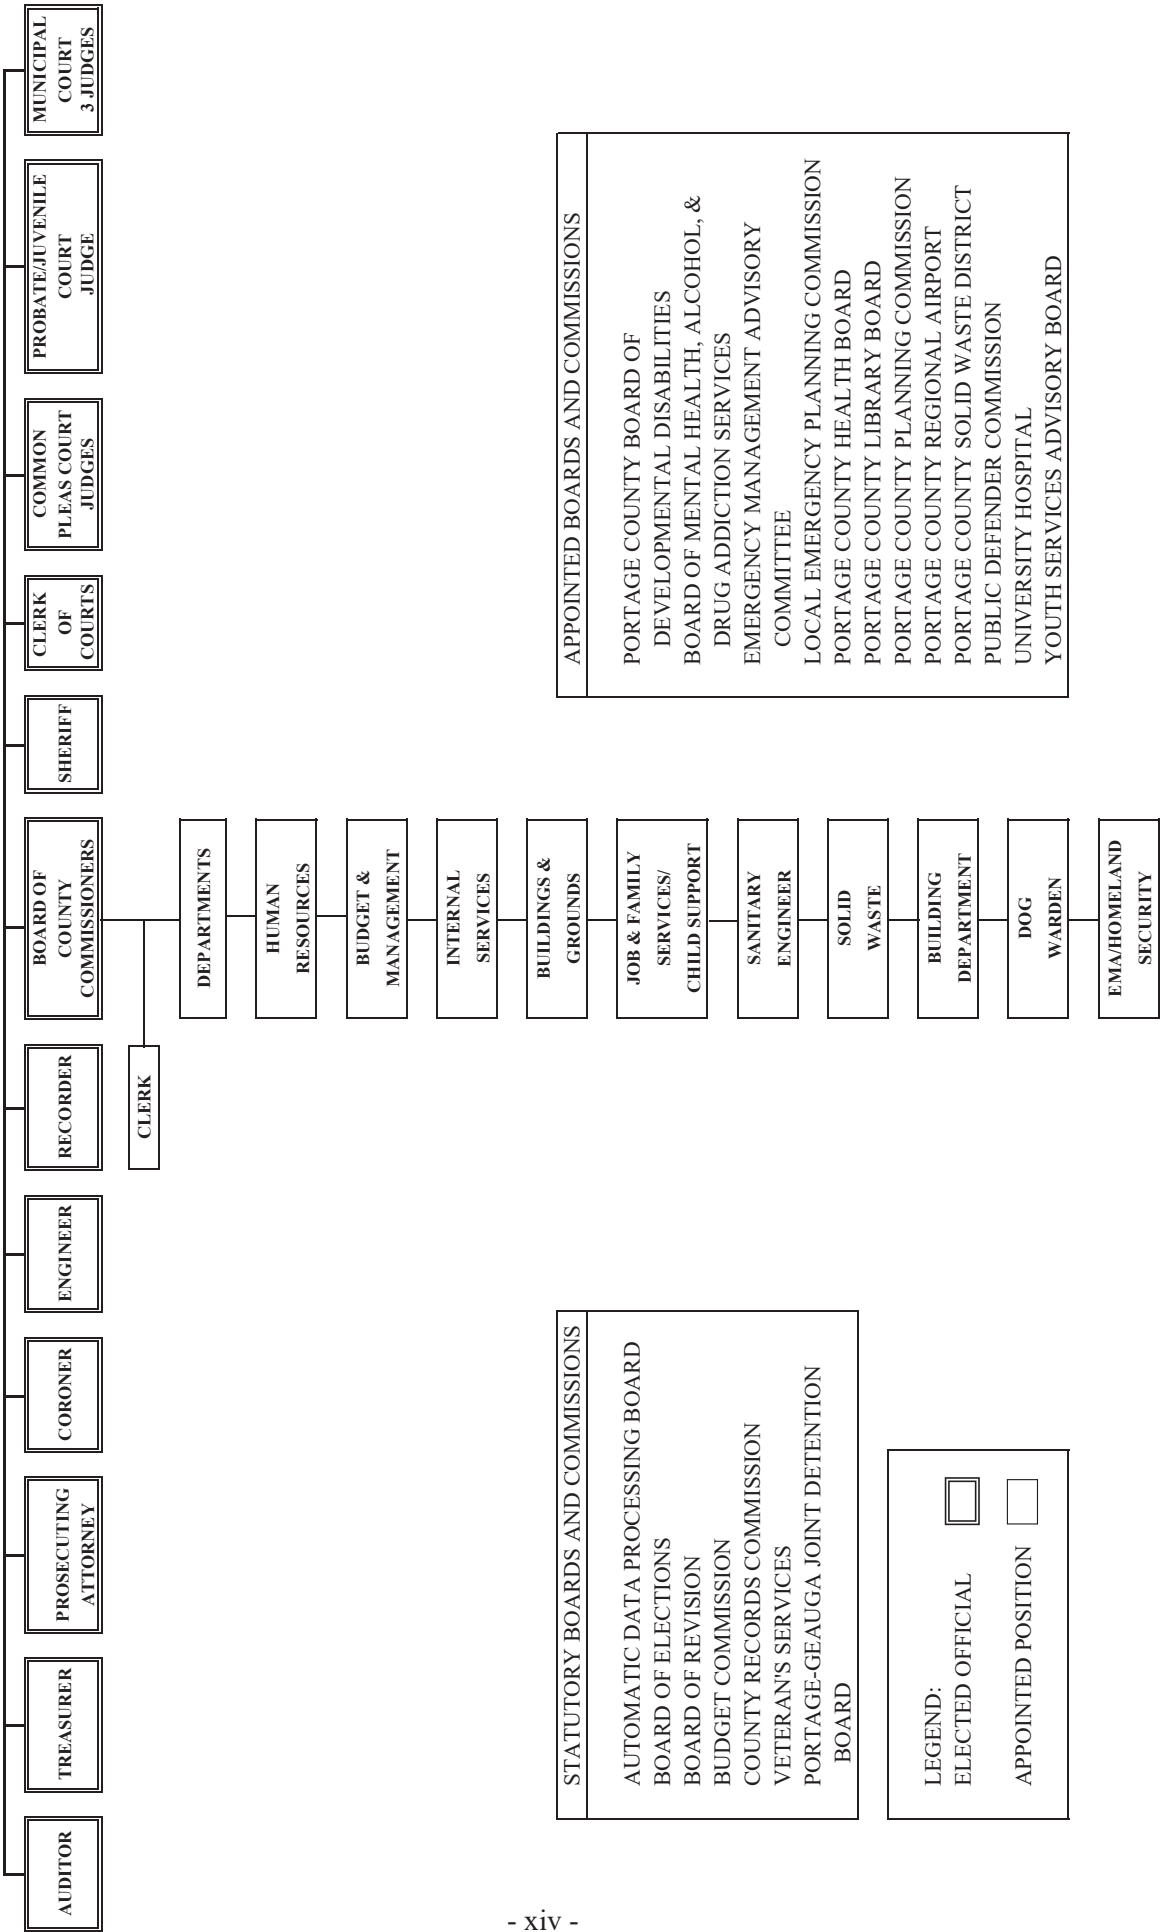 AUDITOR
TREASURER
PROSECUTING
ATTORNEY
CORONER
ENGINEER
RECORDER
BOARD OF
COUNTY
COMMISSIONERS
SHERIFF
CLERK
OF
COURTS
COMMON
PLEAS COURT
JUDGES
PROBATE/JUVENILE
COURT
JUDGE
MUNICIPAL
COURT
3 JUDGES
CLERK
DEPARTMENTS
HUMAN
RESOURCES
BUDGET &
MANAGEMENT
INTERNAL
SERVICES
BUILDINGS &
GROUNDS
JOB & FAMILY
SERVICES/
CHILD SUPPORT
SANITARY
ENGINEER
SOLID
WASTE
BUILDING
DEPARTMENT
DOG
WARDEN
EMA/HOMELAND
SECURITY
STATUTORY BOARDS AND COMMISSIONS
AUTOMATIC DATA PROCESSING BOARD
BOARD OF ELECTIONS
BOARD OF REVISION
BUDGET COMMISSION
COUNTY RECORDS COMMISSION
VETERAN'S SERVICES
PORTAGE-GEAUGA JOINT DETENTION
BOARD
LEGEND:
ELECTED OFFICIAL
APPOINTED POSITION
APPOINTED BOARDS AND COMMISSIONS
PORTAGE COUNTY BOARD OF
DEVELOPMENTAL DISABILITIES
BOARD OF MENTAL HEALTH, ALCOHOL, &
DRUG ADDICTION SERVICES
EMERGENCY MANAGEMENT ADVISORY
COMMITTEE
LOCAL EMERGENCY PLANNING COMMISSION
PORTAGE COUNTY HEALTH BOARD
PORTAGE COUNTY LIBRARY BOARD
PORTAGE COUNTY PLANNING COMMISSION
PORTAGE COUNTY REGIONAL AIRPORT
PORTAGE COUNTY SOLID WASTE DISTRICT
PUBLIC DEFENDER COMMISSION
UNIVERSITY HOSPITAL
YOUTH SERVICES ADVISORY BOARD
- xiv -